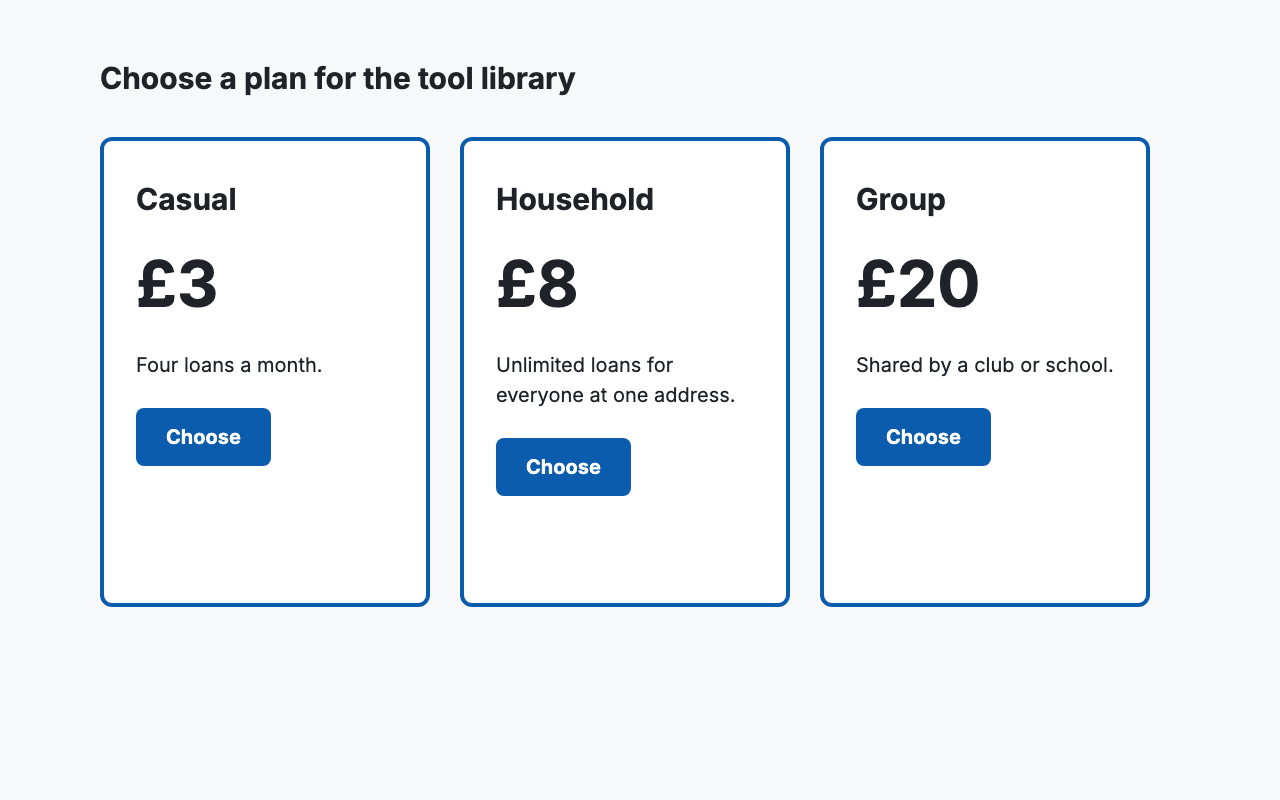 Choose a plan for the tool library
Casual
£3
Four loans a month.
Choose
Household
£8
Unlimited loans for
everyone at one address.
Choose
Group
£20
Shared by a club or school.
Choose